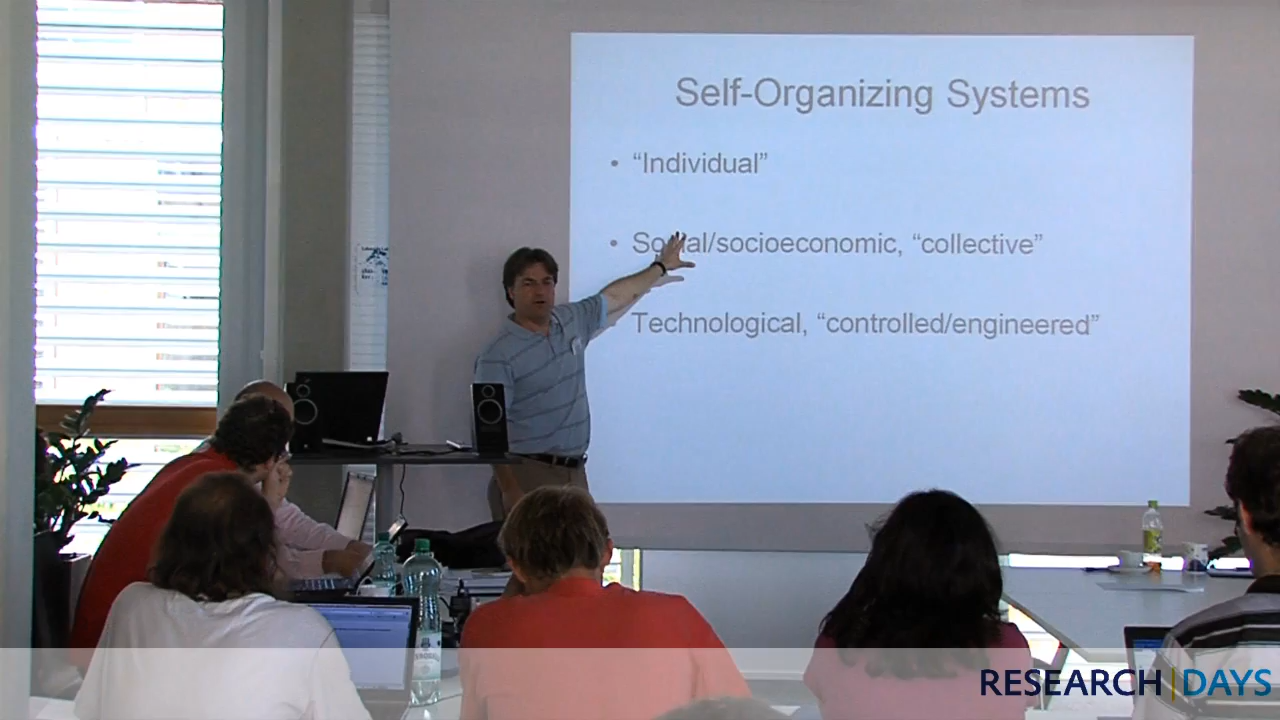 Self-Organizing Systems
• “Individual”
• Social/socioeconomic, “collective”
Technological, “controlled/engineered”
RESEARCH|DAYS